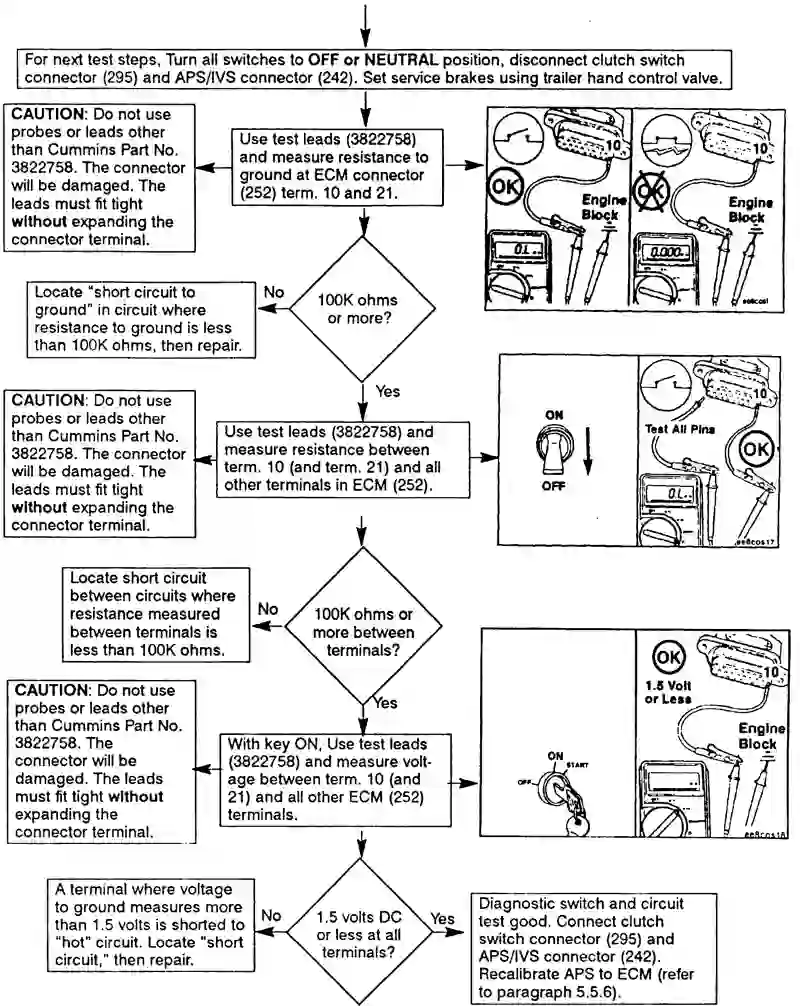 For next test steps, Turn all switches to OFF or NEUTRAL position, disconnect clutch switch
connector (295) and APS/IVS connector (242). Set service brakes using trailer hand control valve.
CAUTION: Do not use
probes or leads other
than Cummins Part No.
3822758. The connector
will be damaged. The
leads must fit tight
without expanding the
connector terminal.
Use test leads (3822758)
and measure resistance to
ground at ECM connector
(252) term. 10 and 21.
10
OK
Engine
Block
0.L
10
OK
Engine
Block
0.000
ee8cos1
100K ohms
or more?
No
Locate "short circuit to
ground" in circuit where
resistance to ground is less
than 100K ohms, then repair.
Yes
CAUTION: Do not use
probes or leads other
than Cummins Part No.
3822758. The connector
will be damaged. The
leads must fit tight
without expanding the
connector terminal.
Use test leads (3822758) and
measure resistance between
term. 10 (and term. 21) and all
other terminals in ECM (252).
ON
OFF
10
Test All Pins
OK
0.L
ee8cos17
Locate short circuit
between circuits where
resistance measured
between terminals is
less than 100K ohms.
No
100K ohms or
more between
terminals?
Yes
CAUTION: Do not use
probes or leads other
than Cummins Part No.
3822758. The
connector will be
damaged. The leads
must fit tight without
expanding the
connector terminal.
With key ON, Use test leads
(3822758) and measure volt-
age between term. 10 (and
21) and all other ECM (252)
terminals.
ON
OFF
START
OK
1.5 Volt
or Less
10
Engine
Block
ee8cos18
A terminal where voltage
to ground measures more
than 1.5 volts is shorted to
"hot" circuit. Locate "short
circuit," then repair.
No
1.5 volts DC
or less at all
terminals?
Yes
Diagnostic switch and circuit
test good. Connect clutch
switch connector (295) and
APS/IVS connector (242).
Recalibrate APS to ECM (refer
to paragraph 5.5.6).